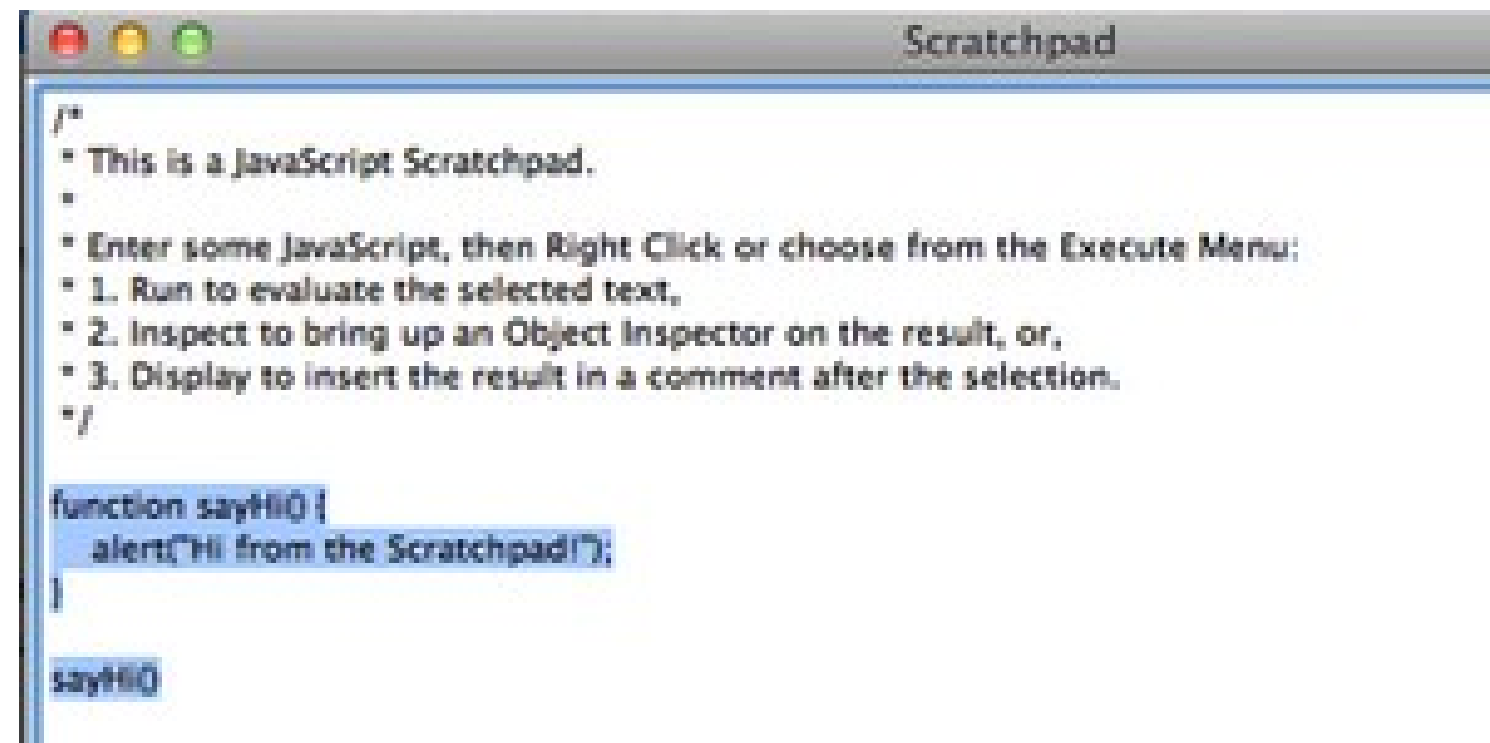 Scratchpad
/*
* This is a JavaScript Scratchpad.
*
* Enter some JavaScript, then Right Click or choose from the Execute Menu:
* 1. Run to evaluate the selected text,
* 2. Inspect to bring up an Object Inspector on the result, or,
* 3. Display to insert the result in a comment after the selection.
*/
function sayHi() {
alert("Hi from the Scratchpad!");
}
sayHi()